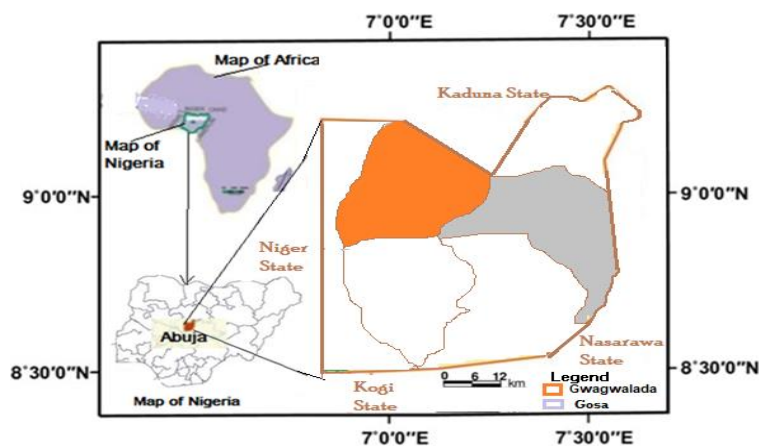 7°0'0"E
7°30'0"E
Map of Africa
Kaduna State
Map of
Nigeria
9°0'0"N
9°0'0"N
Niger
State
Abuja
Nasarawa
State
8°30'0"N
8°30'0"N
Map of Nigeria
Kogi
State
0 6 12
km
Legend
Gwagwalada
Gosa
7°0'0"E
7°30'0"E